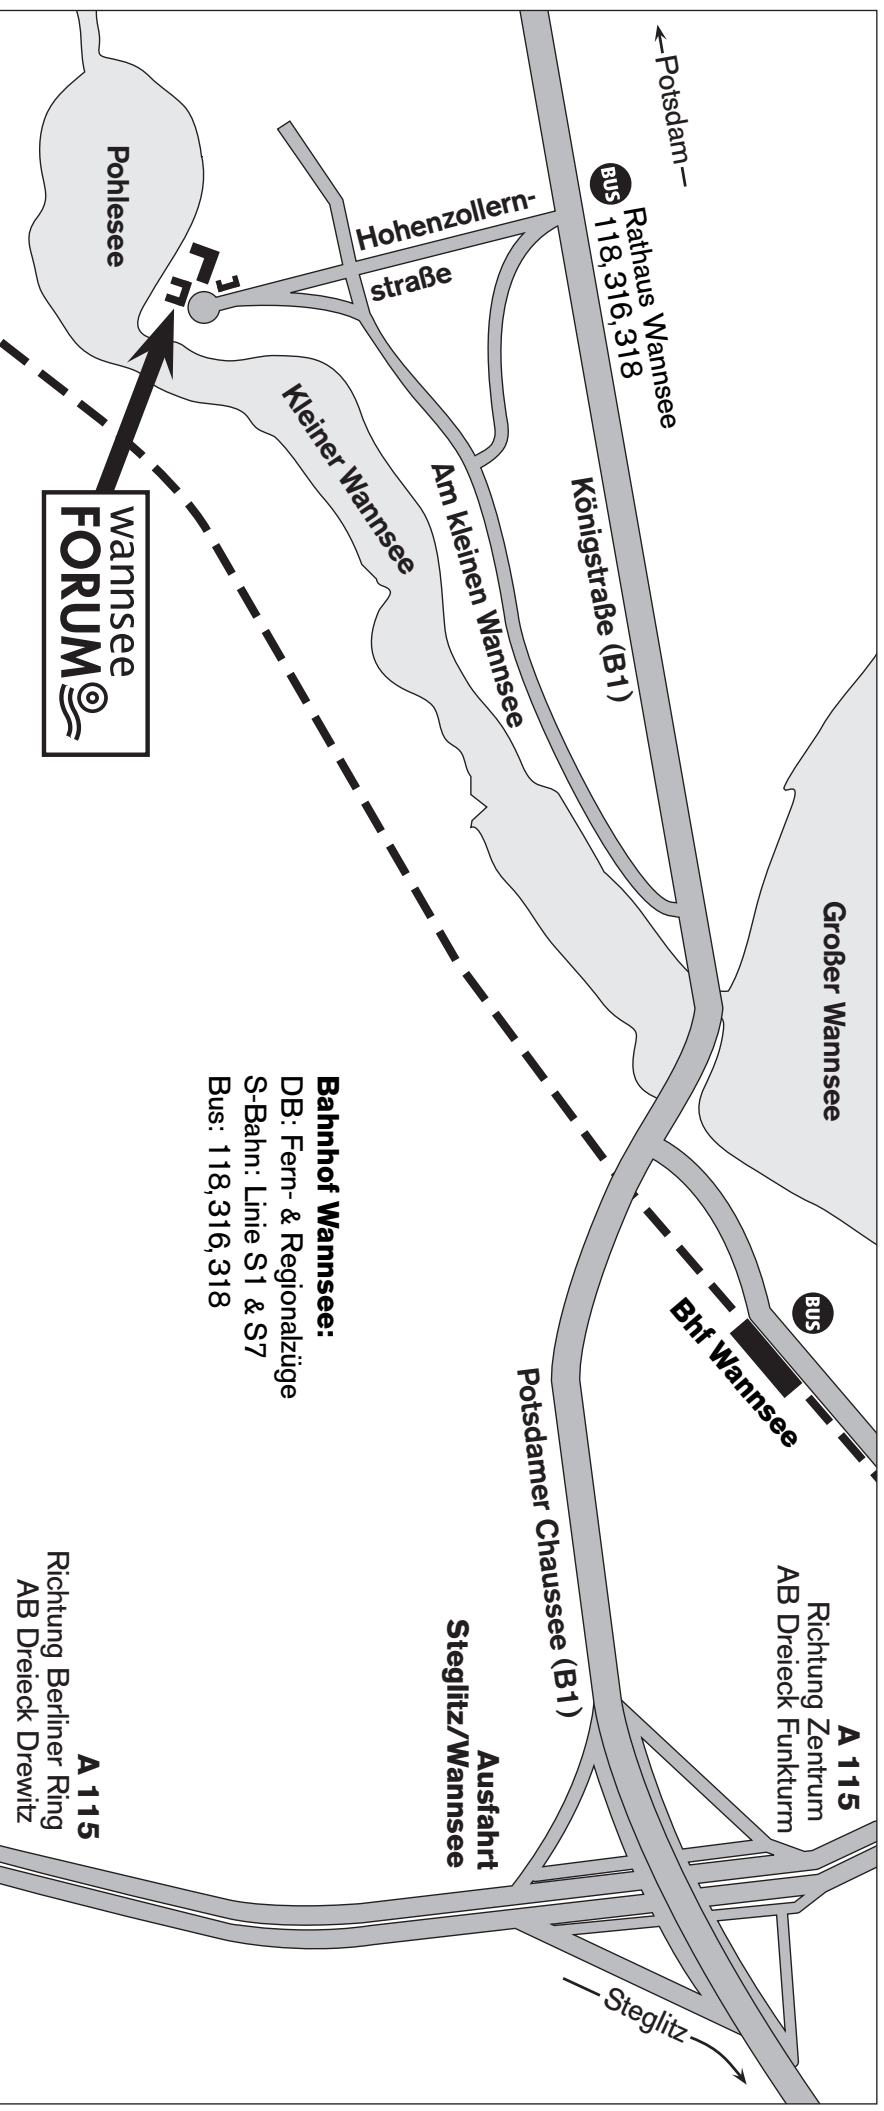 ←Potsdam—
BUS
Rathaus Wannsee
118, 316, 318
Hohenzollern-
straße
Königstraße (B1)
Am kleinen Wannsee
Kleiner Wannsee
Pohlesee
wannsee
FORUM
Großer Wannsee
BUS
Bhf Wannsee
Bahnhof Wannsee:
DB: Fern- & Regionalzüge
S-Bahn: Linie S1 & S7
Bus: 118, 316, 318
Potsdamer Chaussee (B1)
A 115
Richtung Zentrum
AB Dreieck Funkturm
Ausfahrt
Steglitz/Wannsee
A 115
Richtung Berliner Ring
AB Dreieck Drewitz
Steglitz